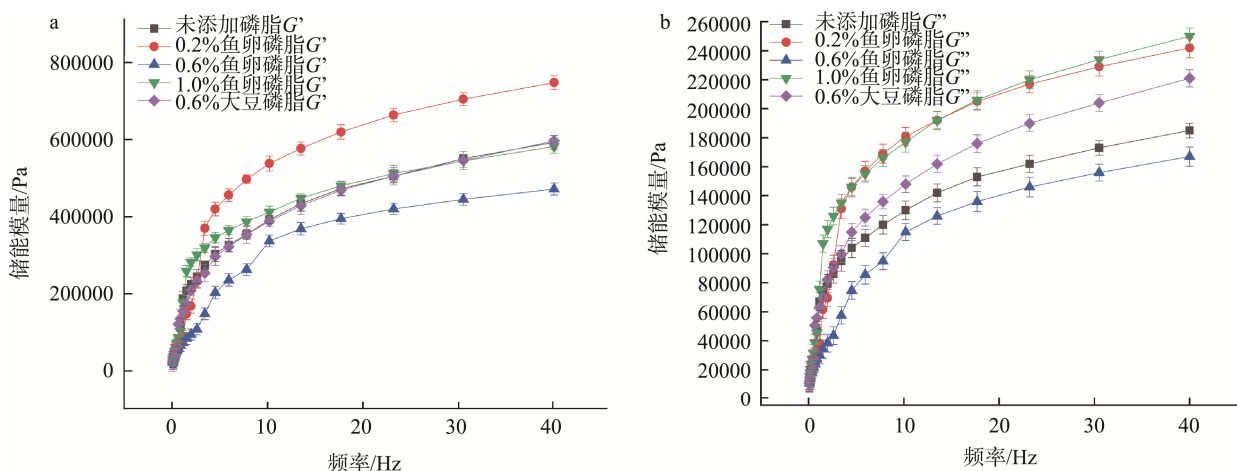 a
未添加磷脂G’
0.2%鱼卵磷脂G’
0.6%鱼卵磷脂G’
1.0%鱼卵磷脂G’
0.6%大豆磷脂G’
储能模量/Pa
800000
600000
400000
200000
0
0 10 20 30 40
频率/Hz
b
未添加磷脂G”
0.2%鱼卵磷脂G”
0.6%鱼卵磷脂G”
1.0%鱼卵磷脂G”
0.6%大豆磷脂G”
储能模量/Pa
260000
240000
220000
200000
180000
160000
140000
120000
100000
80000
60000
40000
20000
0
0 10 20 30 40
频率/Hz